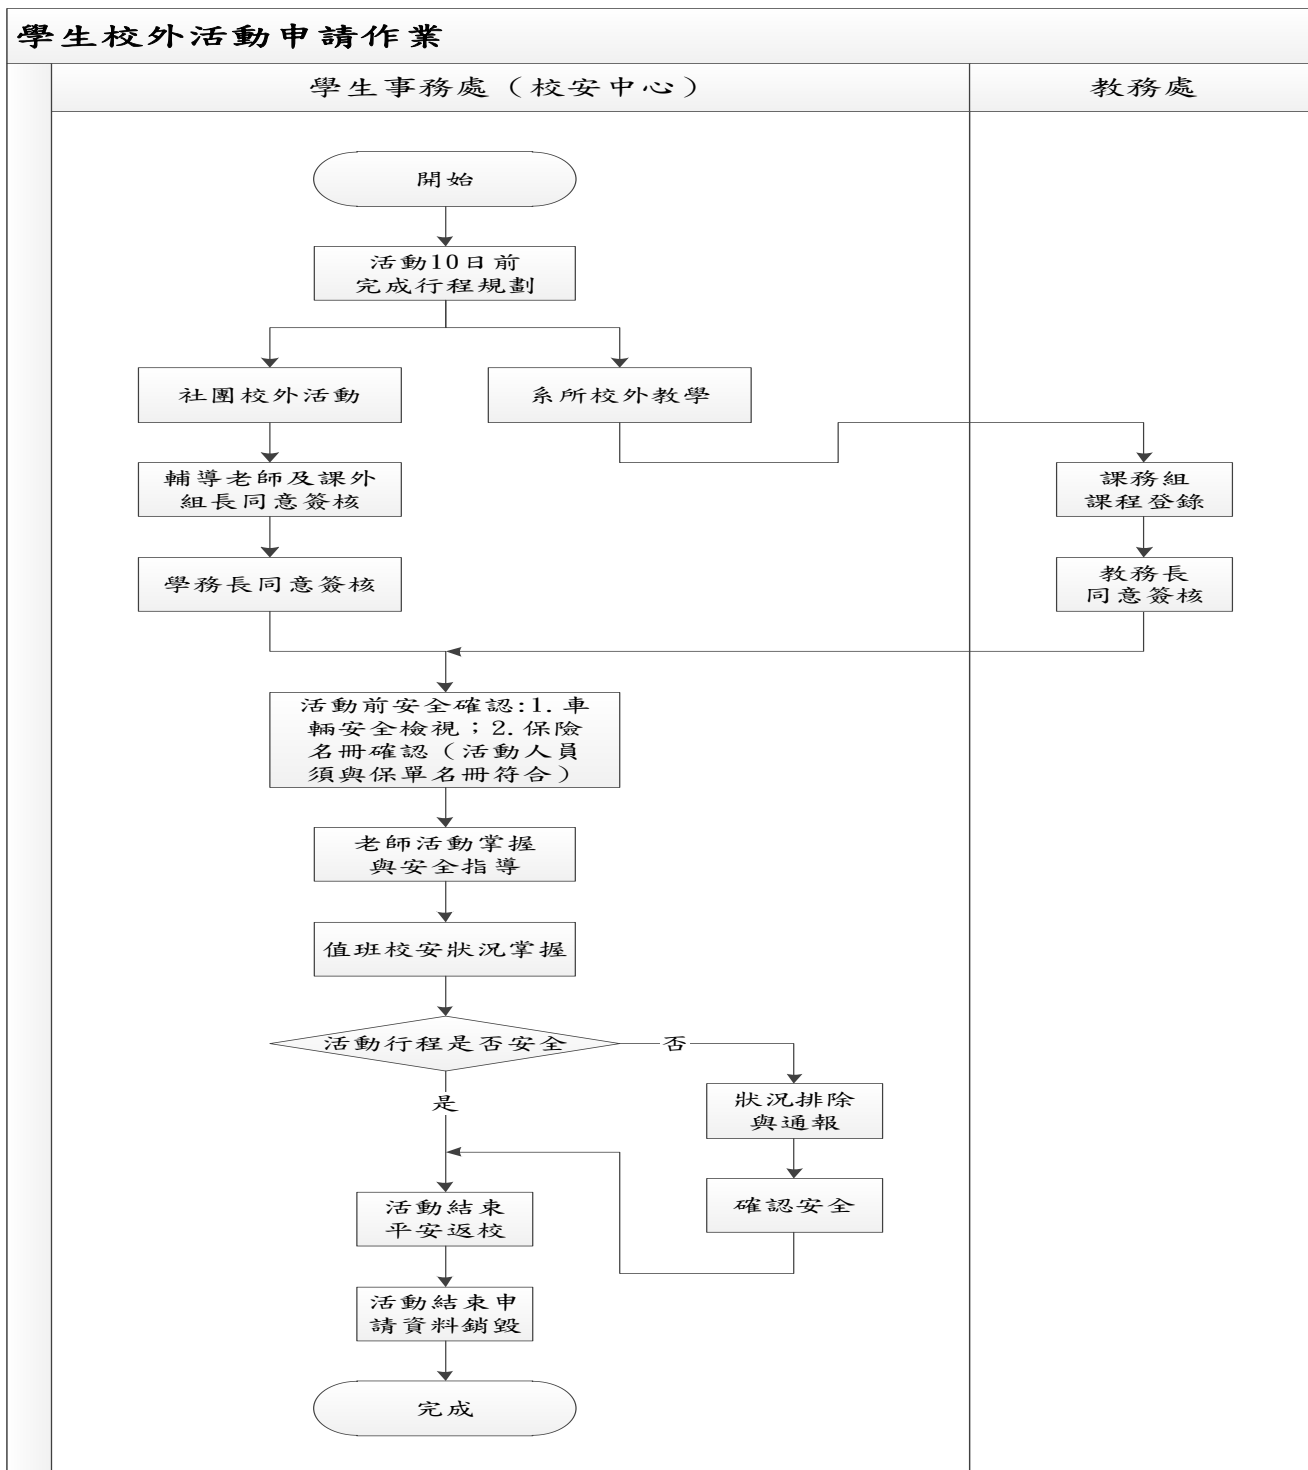 學生校外活動申請作業
學生事務處（校安中心）
教務處
開始
活動10日前
完成行程規劃
社團校外活動
系所校外教學
輔導老師及課外
組長同意簽核
課務組
課程登錄
學務長同意簽核
教務長
同意簽核
活動前安全確認:1.車
輛安全檢視；2.保險
名冊確認（活動人員
須與保單名冊符合）
老師活動掌握
與安全指導
值班校安狀況掌握
活動行程是否安全
否
是
狀況排除
與通報
確認安全
活動結束
平安返校
活動結束申
請資料銷毀
完成